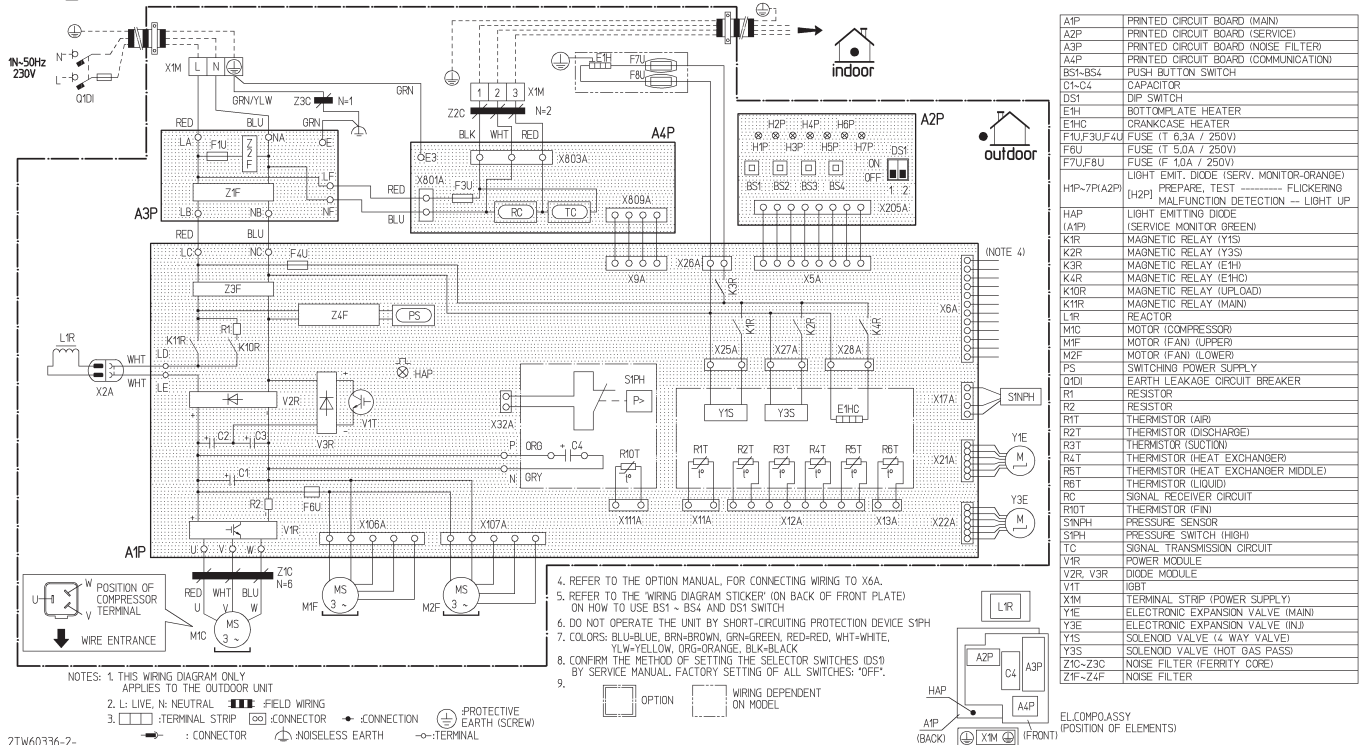 1N~50Hz
230V
N
L
Q1DI
X1M L N
GRN/YLW
Z3C N=1
GRN
GRN
RED BLU
LA NA E
F1U Z2F
Z1F
LF
NF
A3P LB NB
RED BLU
LC NC F4U
Z3F
Z4F PS
R1
K11R K10R
L1R
WHT LD
WHT LE
X2A
HAP
V2R
V1T
V3R
C2 C3
C1
R2 F6U
V1R
A1P U V W
X106A X107A
Z1C
N=6
RED WHT BLU
U V W
M1C MS 3~
M1F MS 3~
M2F MS 3~
W POSITION OF
U COMPRESSOR
V TERMINAL
WIRE ENTRANCE
1 2 3 X1M
Z2C N=2
BLK WHT RED
A4P
E3 X803A
X801A F3U
RED
BLU
RC TC
X809A
X9A
E1H F7U
F8U
indoor
outdoor
A2P
H2P H4P H6P
H1P H3P H5P H7P
DS1
ON
OFF
1 2
BS1 BS2 BS3 BS4
X205A
X26A X5A
(NOTE 4)
X6A
K3R
K1R K2R K4R
X25A X27A X28A
Y1S Y3S E1HC
S1PH
P>
X32A
P ORG C4
N GRY
R10T
X111A
R1T R2T R3T R4T R5T R6T
X11A X12A X13A
X17A S1NPH
X21A Y1E
M
X22A Y3E
M
NOTES: 1. THIS WIRING DIAGRAM ONLY
APPLIES TO THE OUTDOOR UNIT
2. L: LIVE, N: NEUTRAL :FIELD WIRING
3. :TERMINAL STRIP :CONNECTOR :CONNECTION :PROTECTIVE
EARTH (SCREW)
: CONNECTOR :NOISELESS EARTH :TERMINAL
4. REFER TO THE OPTION MANUAL, FOR CONNECTING WIRING TO X6A.
5. REFER TO THE 'WIRING DIAGRAM STICKER' (ON BACK OF FRONT PLATE)
ON HOW TO USE BS1 ~ BS4 AND DS1 SWITCH
6. DO NOT OPERATE THE UNIT BY SHORT-CIRCUITING PROTECTION DEVICE S1PH
7. COLORS: BLU=BLUE, BRN=BROWN, GRN=GREEN, RED=RED, WHT=WHITE,
YLW=YELLOW, ORG=ORANGE, BLK=BLACK
8. CONFIRM THE METHOD OF SETTING THE SELECTOR SWITCHES (DS1)
BY SERVICE MANUAL. FACTORY SETTING OF ALL SWITCHES: "OFF".
9. OPTION WIRING DEPENDENT
ON MODEL
2TW60336-2-
L1R
A2P C4 A3P
A4P
HAP
A1P
(BACK) X1M (FRONT)
EL.COMPO.ASSY
(POSITION OF ELEMENTS)
A1P PRINTED CIRCUIT BOARD (MAIN)
A2P PRINTED CIRCUIT BOARD (SERVICE)
A3P PRINTED CIRCUIT BOARD (NOISE FILTER)
A4P PRINTED CIRCUIT BOARD (COMMUNICATION)
BS1~BS4 PUSH BUTTON SWITCH
C1~C4 CAPACITOR
DS1 DIP SWITCH
E1H BOTTOMPLATE HEATER
E1HC CRANKCASE HEATER
F1U,F3U,F4U FUSE (T 6,3A / 250V)
F6U FUSE (T 5,0A / 250V)
F7U,F8U FUSE (F 1,0A / 250V)
H1P~7P(A2P) LIGHT EMIT. DIODE (SERV. MONITOR-ORANGE)
[H2P] PREPARE, TEST --------- FLICKERING
MALFUNCTION DETECTION -- LIGHT UP
HAP LIGHT EMITTING DIODE
(A1P) (SERVICE MONITOR GREEN)
K1R MAGNETIC RELAY (Y1S)
K2R MAGNETIC RELAY (Y3S)
K3R MAGNETIC RELAY (E1H)
K4R MAGNETIC RELAY (E1HC)
K10R MAGNETIC RELAY (UPLOAD)
K11R MAGNETIC RELAY (MAIN)
L1R REACTOR
M1C MOTOR (COMPRESSOR)
M1F MOTOR (FAN) (UPPER)
M2F MOTOR (FAN) (LOWER)
PS SWITCHING POWER SUPPLY
Q1DI EARTH LEAKAGE CIRCUIT BREAKER
R1 RESISTOR
R2 RESISTOR
R1T THERMISTOR (AIR)
R2T THERMISTOR (DISCHARGE)
R3T THERMISTOR (SUCTION)
R4T THERMISTOR (HEAT EXCHANGER)
R5T THERMISTOR (HEAT EXCHANGER MIDDLE)
R6T THERMISTOR (LIQUID)
RC SIGNAL RECEIVER CIRCUIT
R10T THERMISTOR (FIN)
S1NPH PRESSURE SENSOR
S1PH PRESSURE SWITCH (HIGH)
TC SIGNAL TRANSMISSION CIRCUIT
V1R POWER MODULE
V2R, V3R DIODE MODULE
V1T IGBT
X1M TERMINAL STRIP (POWER SUPPLY)
Y1E ELECTRONIC EXPANSION VALVE (MAIN)
Y3E ELECTRONIC EXPANSION VALVE (INJ)
Y1S SOLENOID VALVE (4 WAY VALVE)
Y3S SOLENOID VALVE (HOT GAS PASS)
Z1C~Z3C NOISE FILTER (FERRITY CORE)
Z1F~Z4F NOISE FILTER